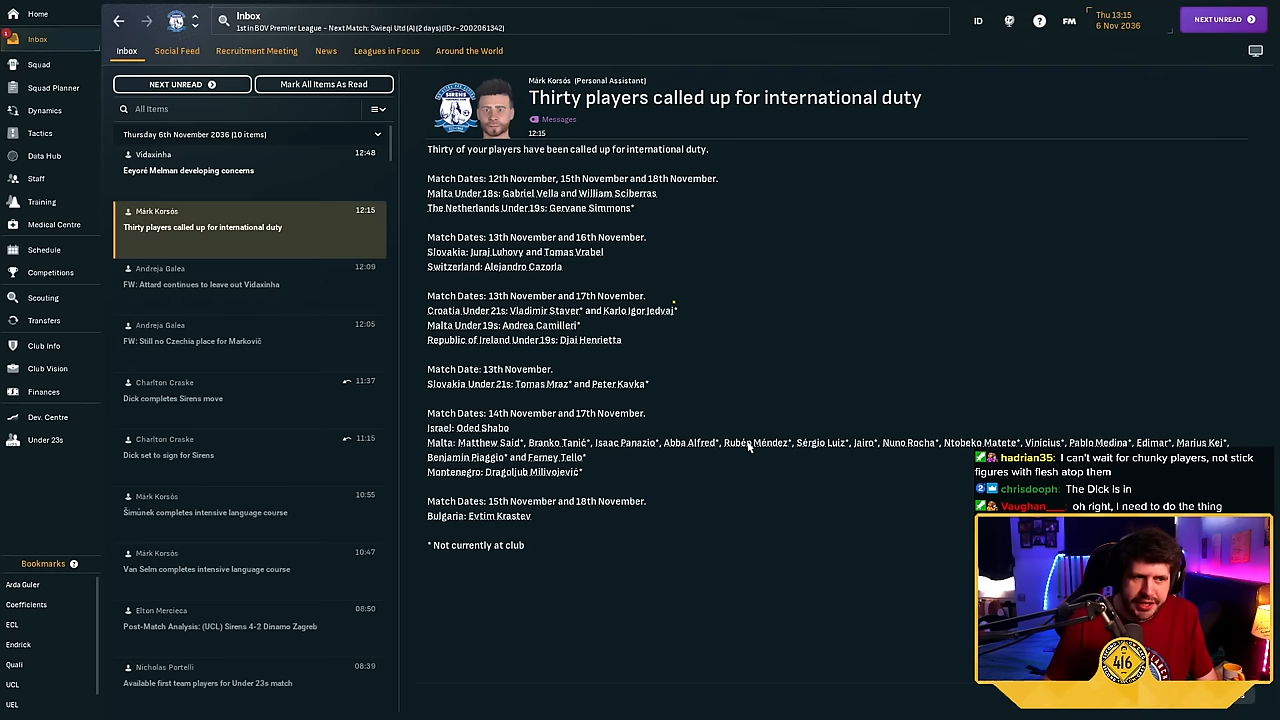 Home
Inbox
Squad
Squad Planner
Dynamics
Tactics
Data Hub
Staff
Training
Medical Centre
Schedule
Competitions
Scouting
Transfers
Club Info
Club Vision
Finances
Dev. Centre
Under 23s
Bookmarks
Arda Guler
Coefficients
ECL
Endrick
Quali
UCL
UEL
Inbox
1st in BOV Premier League - Next Match: Swieqi Utd (A) (2 days) (ID:r-2002061342)
ID
FM
Thu 13:15
6 Nov 2036
NEXT UNREAD
Inbox
Social Feed
Recruitment Meeting
News
Leagues in Focus
Around the World
NEXT UNREAD
Mark All Items As Read
All Items
Thursday 6th November 2036 (10 items)
Vidaxinha 12:48
Eeyoré Melman developing concerns
Márk Korsós 12:15
Thirty players called up for international duty
Andreja Galea 12:09
FW: Attard continues to leave out Vidaxinha
Andreja Galea 12:05
FW: Still no Czechia place for Markovič
Charlton Craske 11:37
Dick completes Sirens move
Charlton Craske 11:15
Dick set to sign for Sirens
Márk Korsós 10:55
Šimůnek completes intensive language course
Márk Korsós 10:47
Van Selm completes intensive language course
Elton Mercieca 08:50
Post-Match Analysis: (UCL) Sirens 4-2 Dinamo Zagreb
Nicholas Portelli 08:39
Available first team players for Under 23s match
Márk Korsós (Personal Assistant)
Thirty players called up for international duty
Messages
12:15
Thirty of your players have been called up for international duty.
Match Dates: 12th November, 15th November and 18th November.
Malta Under 18s: Gabriel Vella and William Sciberras
The Netherlands Under 19s: Gervane Simmons*
Match Dates: 13th November and 16th November.
Slovakia: Juraj Luhovy and Tomas Vrabel
Switzerland: Alejandro Cazorla
Match Dates: 13th November and 17th November.
Croatia Under 21s: Vladimir Staver* and Karlo Igor Jedvaj*
Malta Under 19s: Andrea Camilleri*
Republic of Ireland Under 19s: Djai Henrietta
Match Date: 13th November.
Slovakia Under 21s: Tomas Mraz* and Peter Kavka*
Match Dates: 14th November and 17th November.
Israel: Oded Shabo
Malta: Matthew Said*, Branko Tanić*, Isaac Panazio*, Abba Alfred*, Rubén Méndez*, Sérgio Luiz*, Jairo*, Nuno Rocha*, Ntobeko Matete*, Vinícius*, Pablo Medina*, Edimar*, Marius Kej*,
Benjamin Piaggio* and Ferney Tello*
Montenegro: Dragoljub Milivojević*
Match Dates: 15th November and 18th November.
Bulgaria: Evtim Krastev
* Not currently at club
hadrian35: I can't wait for chunky players, not stick
figures with flesh atop them
chrisdooph: The Dick is in
Vaughan___: oh right, I need to do the thing
416